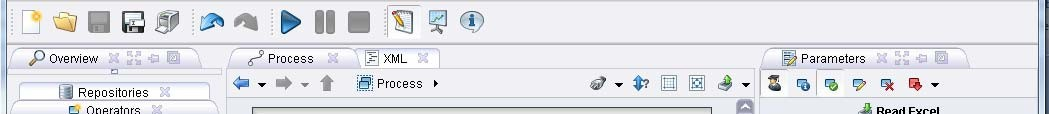 Overview
Process
XML
Parameters
Process
Repositories
Operators
Read Excel